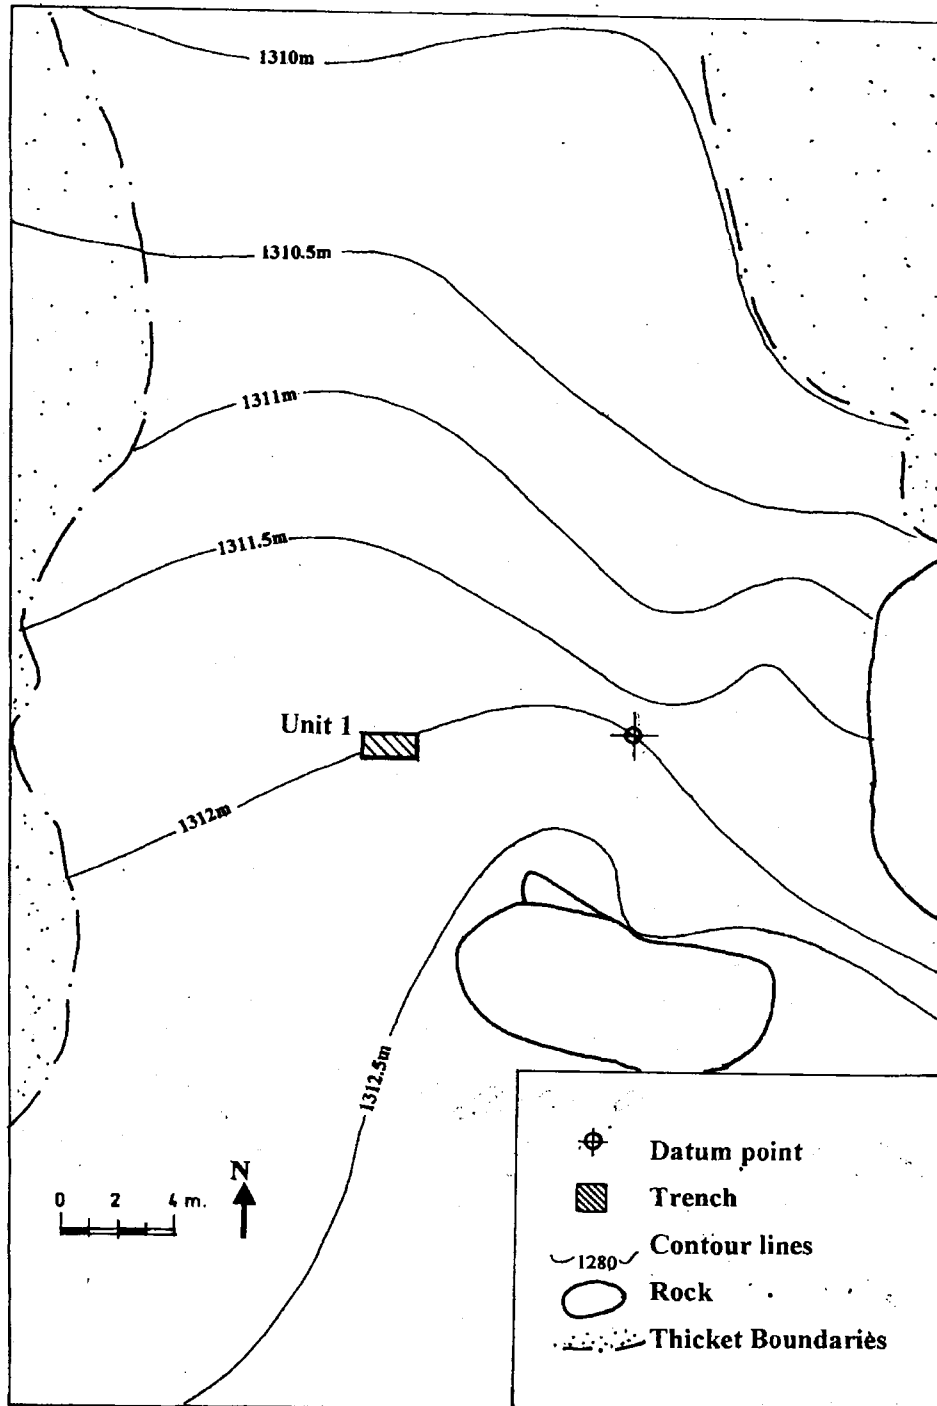 1310m
1310.5m
1311m
1311.5m
Unit 1
1312m
1312.5m
N
0 2 4 m.
Datum point
Trench
1280
Contour lines
Rock
Thicket Boundaries